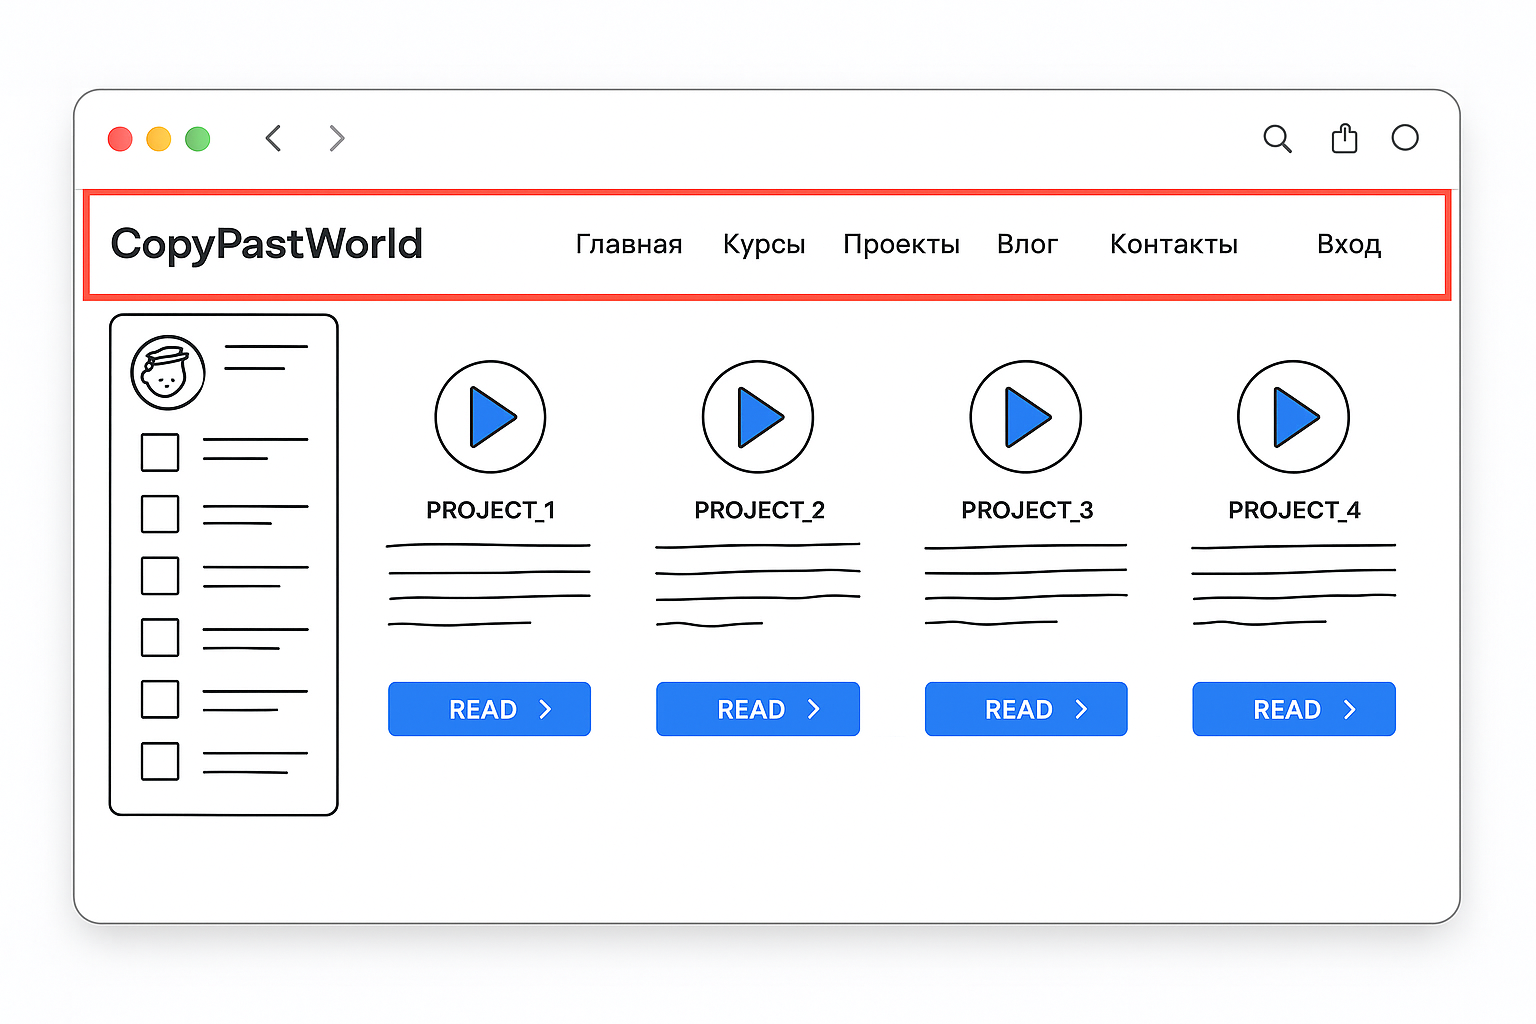 CopyPastWorld Главная Курсы Проекты Влог Контакты Вход
PROJECT_1 PROJECT_2 PROJECT_3 PROJECT_4
READ READ READ READ